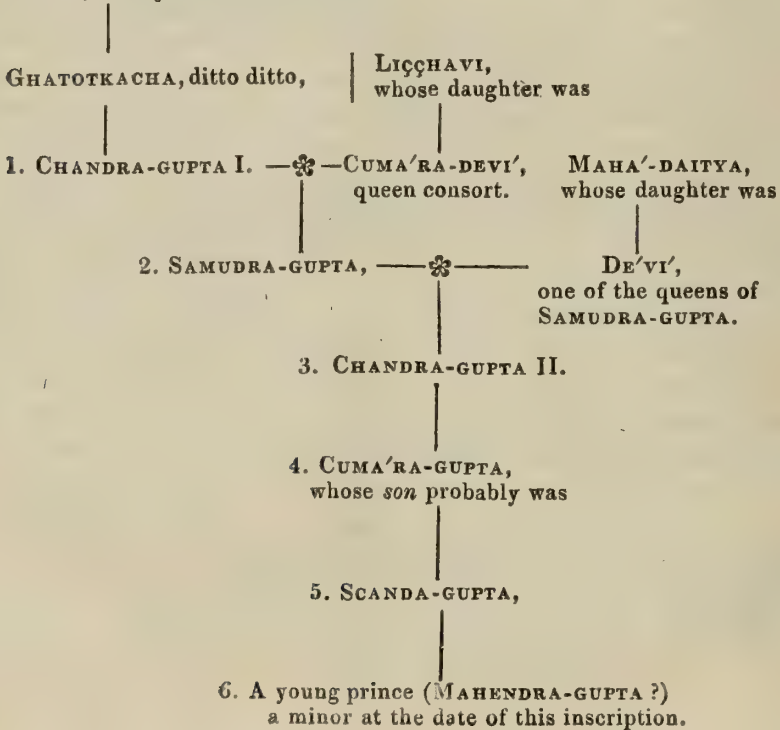 GHATOTKACHA, ditto ditto,
LIÇÇHAVI,
whose daughter was
1. CHANDRA-GUPTA I.
CUMA′RA-DEVI′,
queen consort.
MAHA′-DAITYA,
whose daughter was
2. SAMUDRA-GUPTA,
DE′VI′,
one of the queens of
SAMUDRA-GUPTA.
3. CHANDRA-GUPTA II.
4. CUMA′RA-GUPTA,
whose son probably was
5. SCANDA-GUPTA,
6. A young prince (MAHENDRA-GUPTA ?)
a minor at the date of this inscription.